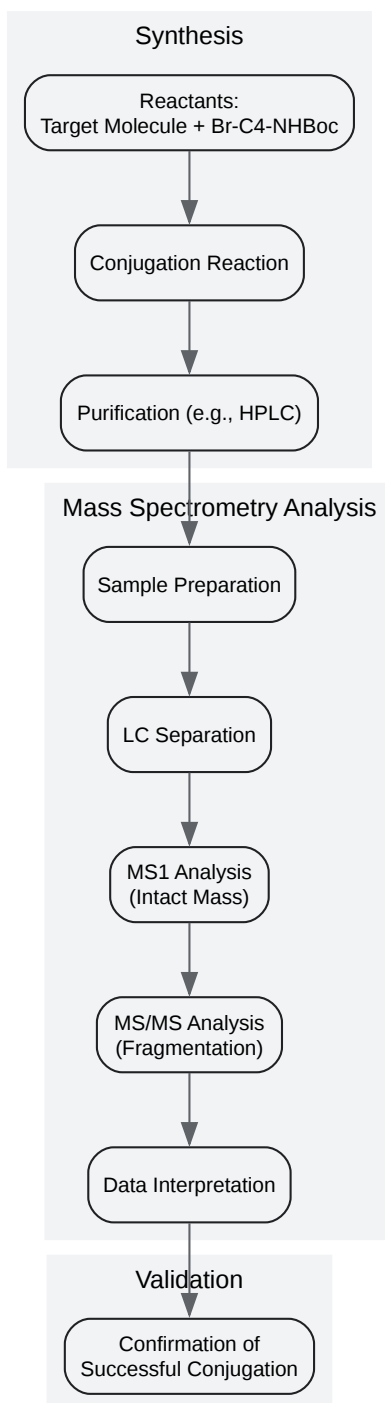 Synthesis
Reactants:
Target Molecule + Br-C4-NHBoc
Conjugation Reaction
Purification (e.g., HPLC)
Mass Spectrometry Analysis
Sample Preparation
LC Separation
MS1 Analysis
(Intact Mass)
MS/MS Analysis
(Fragmentation)
Data Interpretation
Validation
Confirmation of
Successful Conjugation